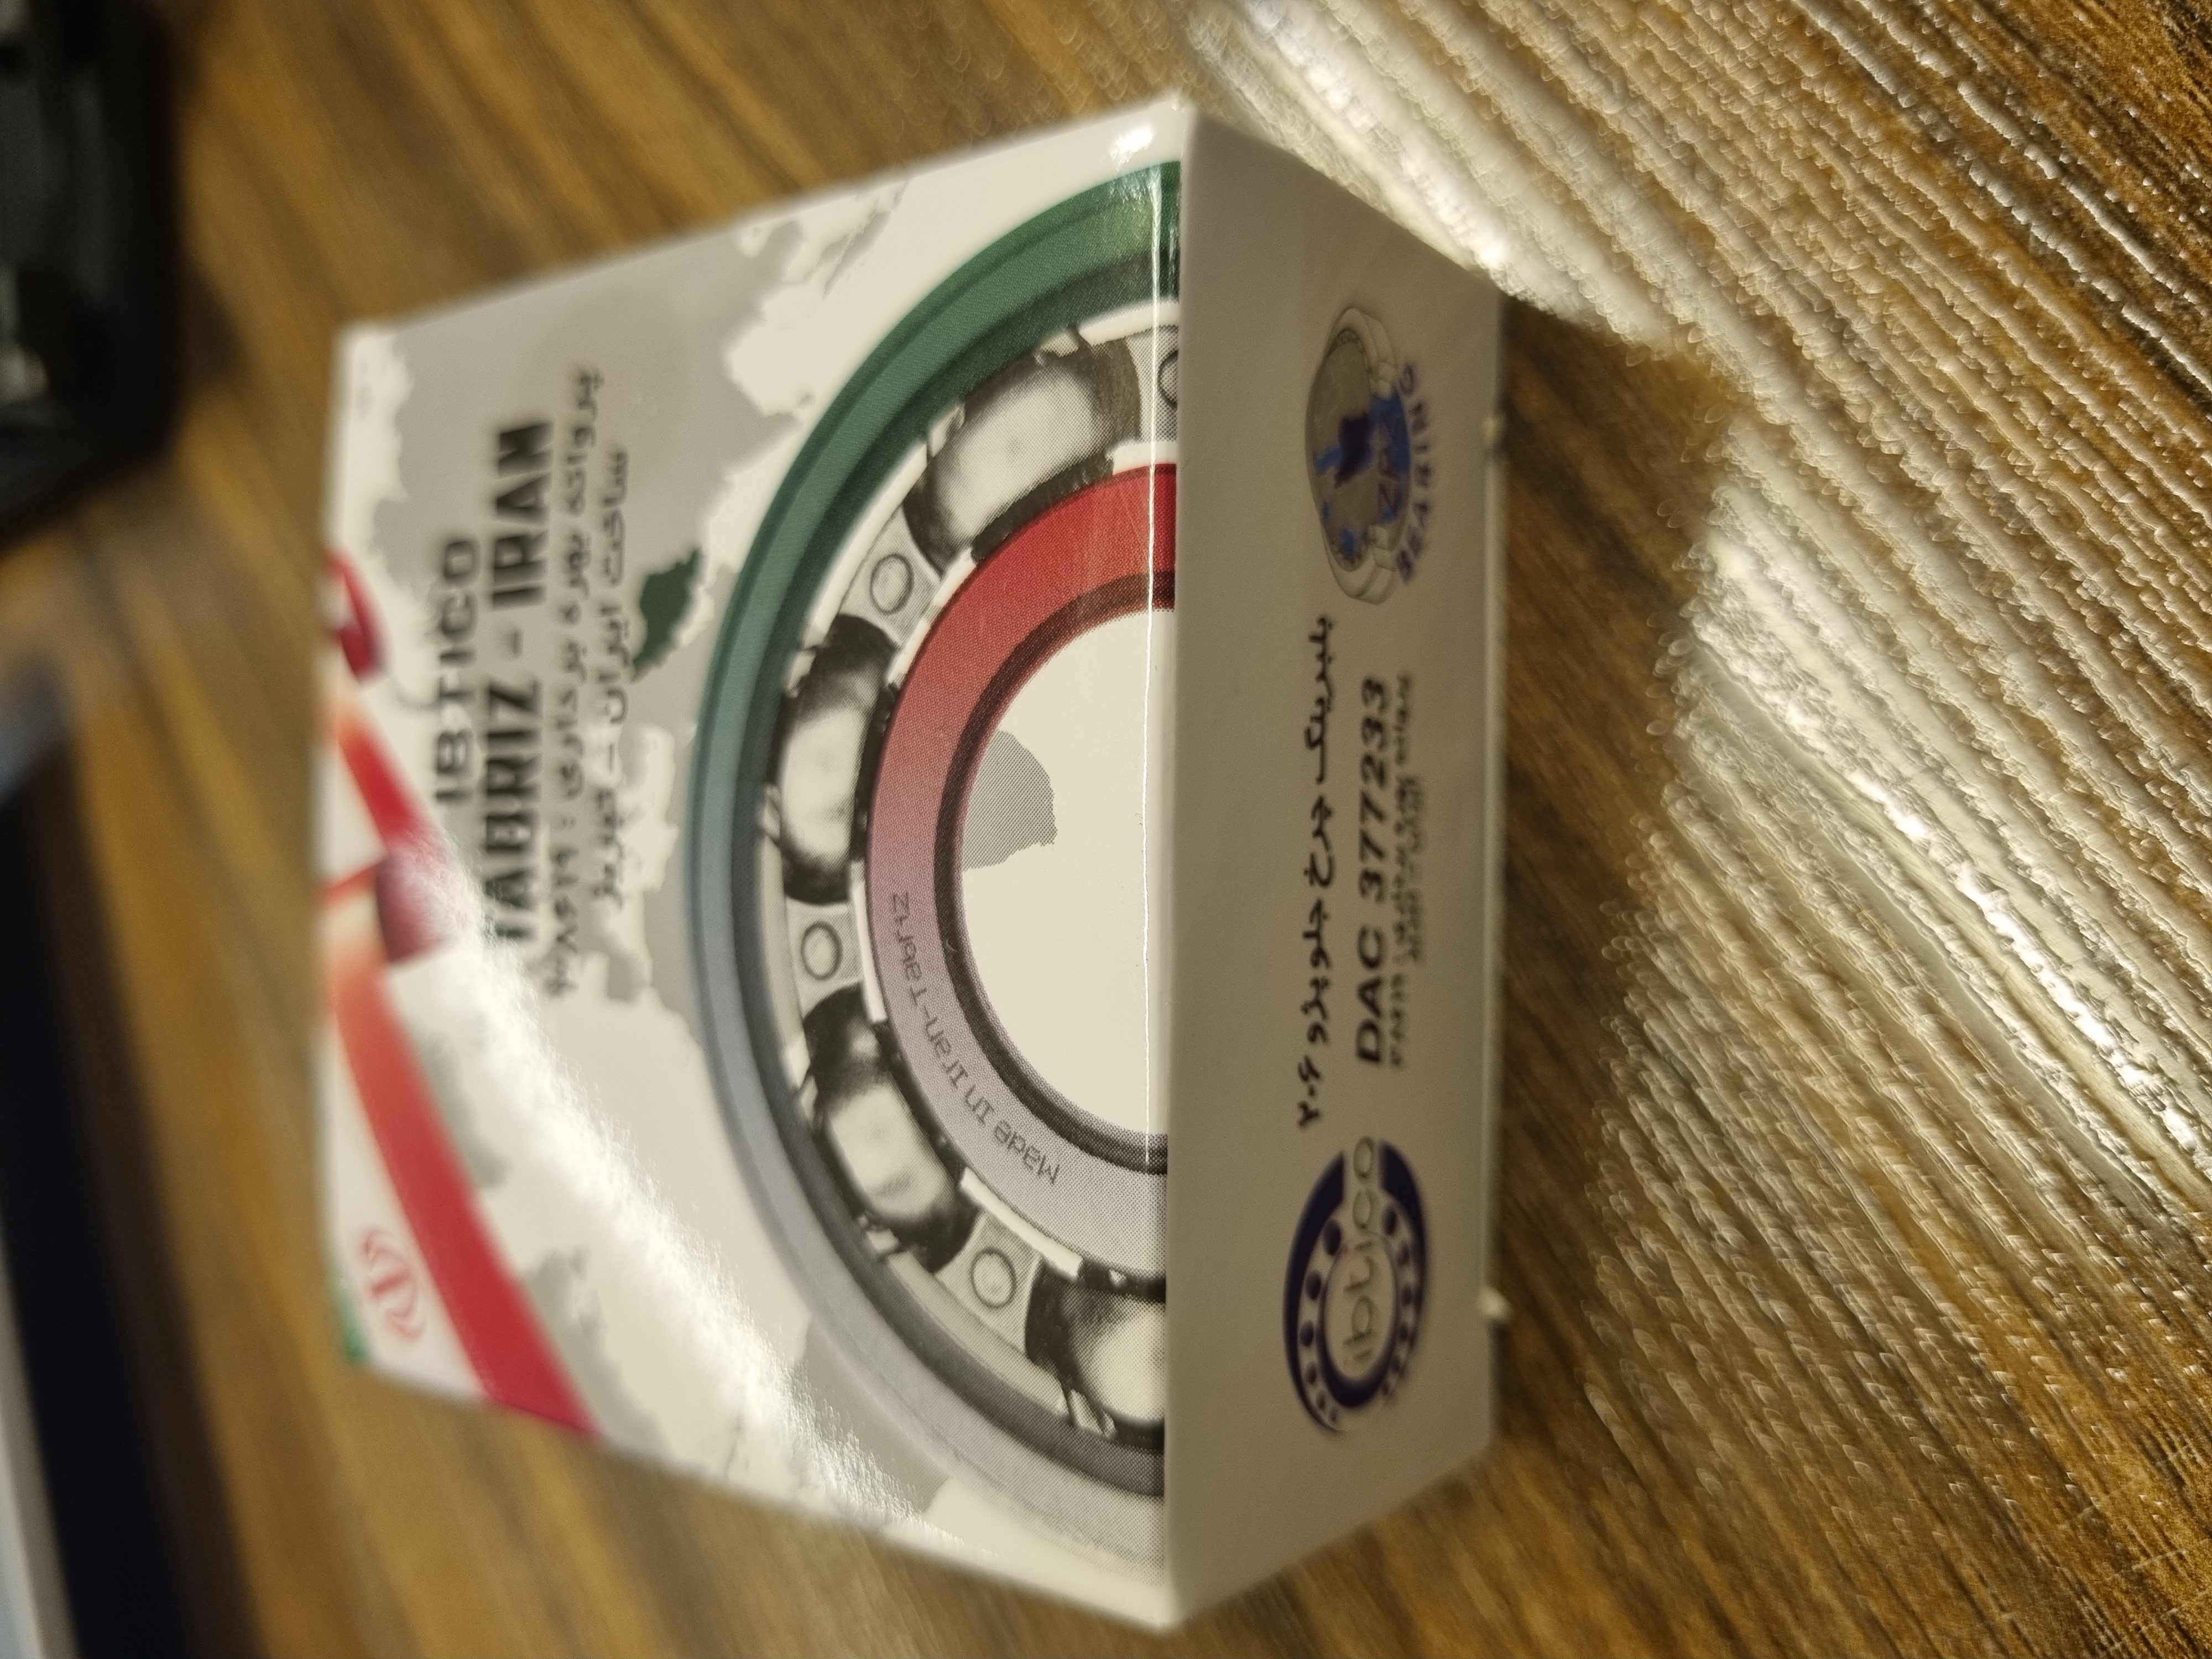 IBTICO
TABRIZ - IRAN
پروانه بهره برداری :
ساخت ایران - تبریز
Made in Iran-Tabriz
ibtico
بلبرینگ چرخ جلو پژو ۲۰۶
DAC 377233
ZPT
BEARING